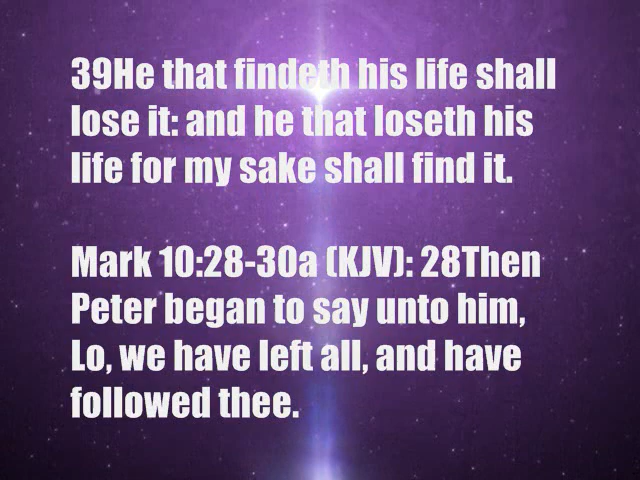 39He that findeth his life shall
lose it: and he that loseth his
life for my sake shall find it.
Mark 10:28-30a (KJV): 28Then
Peter began to say unto him,
Lo, we have left all, and have
followed thee.